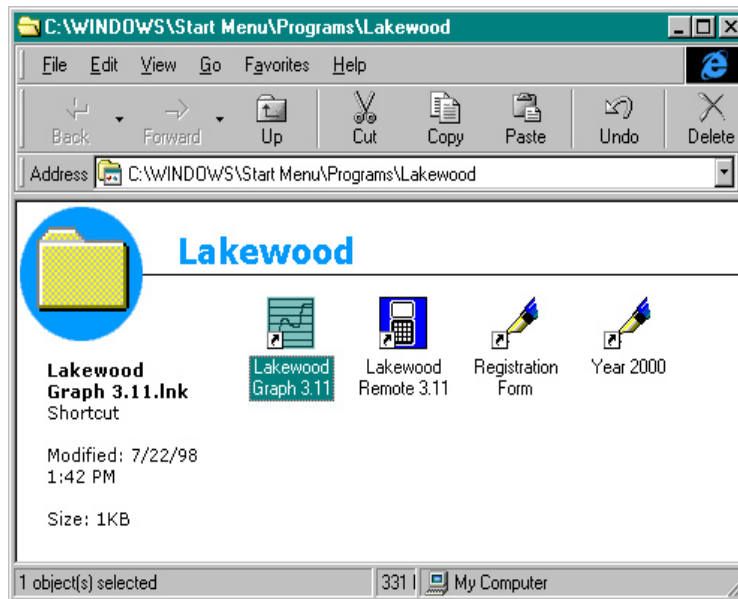 C:\WINDOWS\Start Menu\Programs\Lakewood
File Edit View Go Favorites Help
Back Forward Up Cut Copy Paste Undo Delete
Address C:\WINDOWS\Start Menu\Programs\Lakewood
Lakewood
Lakewood
Graph 3.11.lnk
Shortcut
Modified: 7/22/98
1:42 PM
Size: 1KB
Lakewood
Graph 3.11
Lakewood
Remote 3.11
Registration
Form
Year 2000
1 object(s) selected 331 My Computer